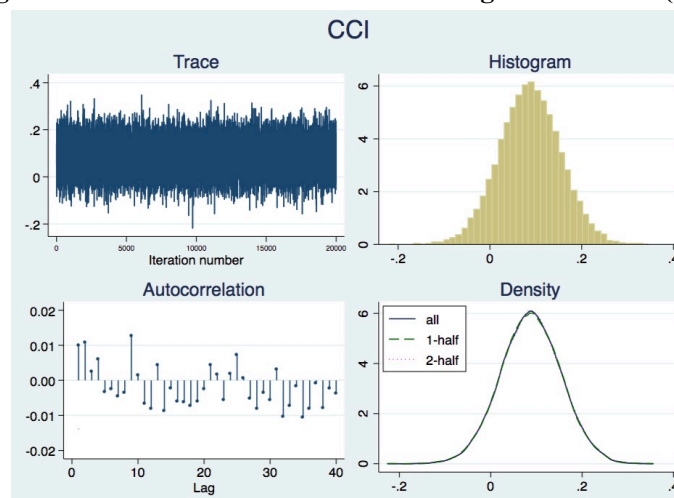 CCI
Trace
.4
.2
0
-.2
0 5000 10000 15000 20000
Iteration number
Histogram
6
4
2
0
-.2 0 .2 .4
Autocorrelation
0.02
0.01
0.00
-0.01
-0.02
0 10 20 30 40
Lag
Density
all
1-half
2-half
6
4
2
0
-.2 0 .2 .4